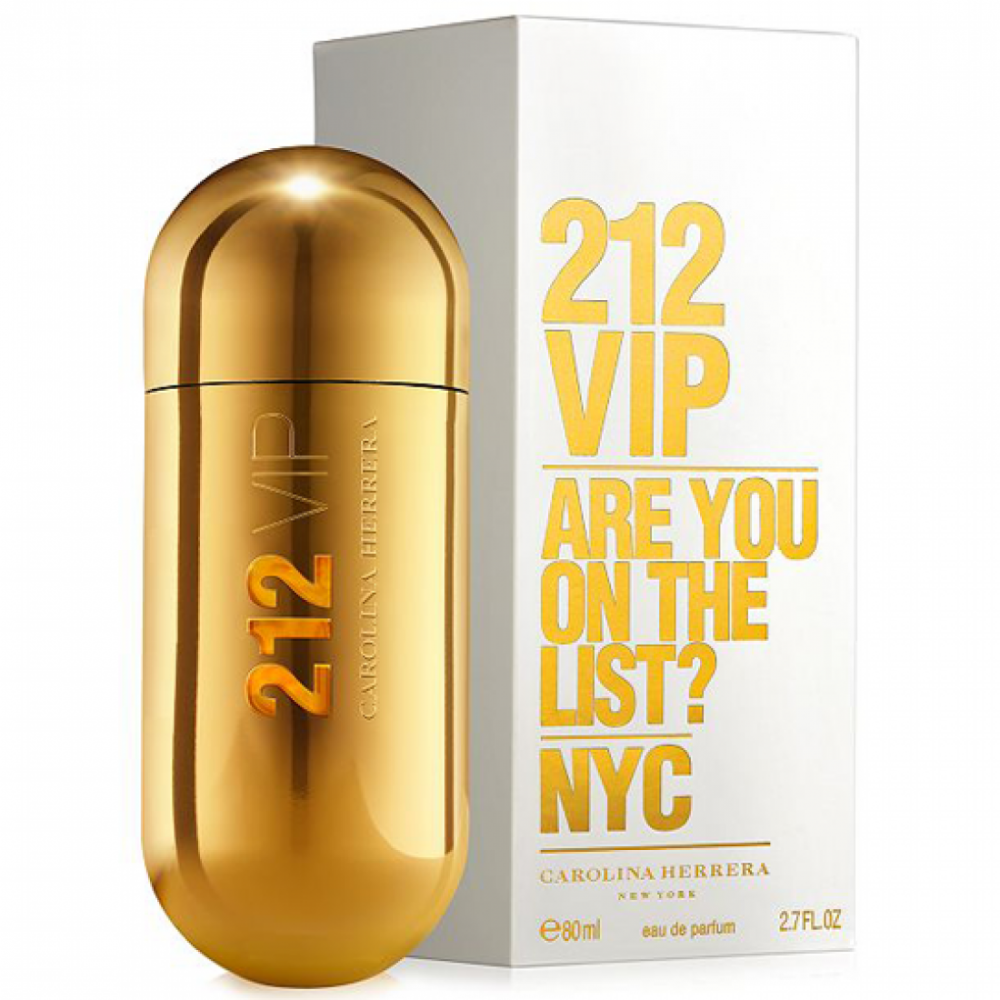 212 VIP
CAROLINA HERRERA
212
VIP
ARE YOU
ON THE
LIST?
NYC
CAROLINA HERRERA
NEW YORK
℮80ml eau de parfum 2.7FL.OZ